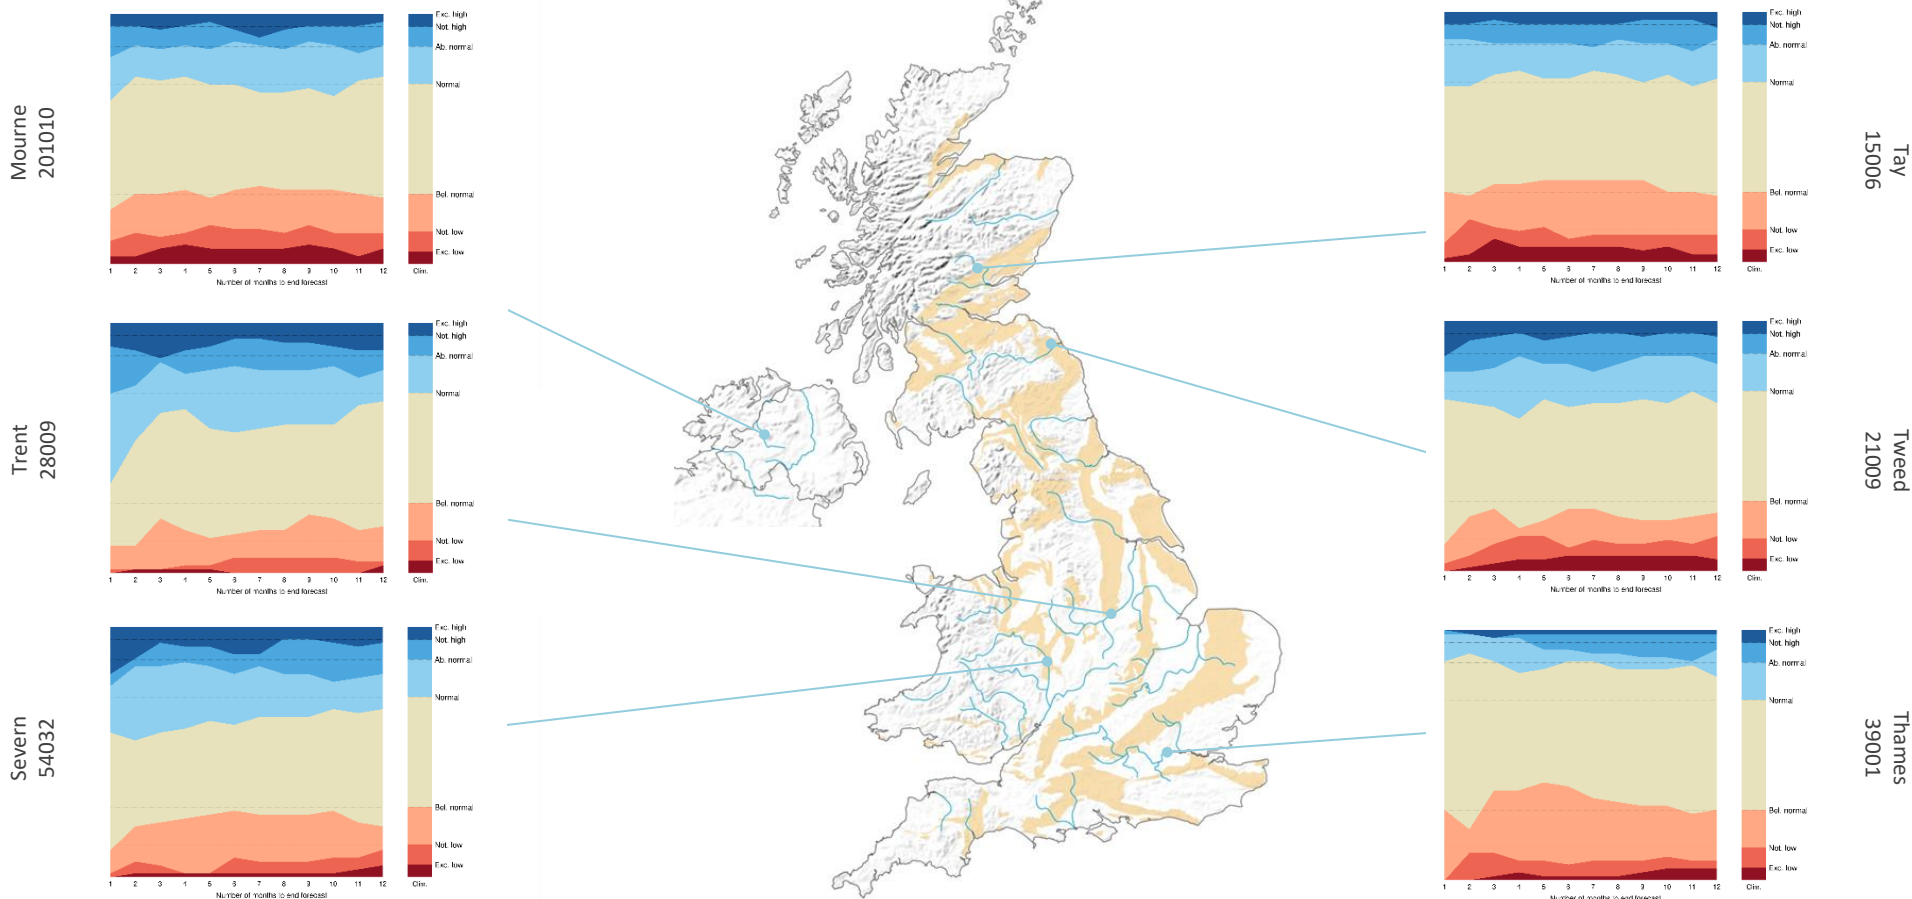 Mourne
201010
Exc. high
Not. high
Ab. normal
Normal
Bel. normal
Not. low
Exc. low
1 2 3 4 5 6 7 8 9 10 11 12 Clim.
Number of months to end forecast
Trent
28009
Exc. high
Not. high
Ab. normal
Normal
Bel. normal
Not. low
Exc. low
1 2 3 4 5 6 7 8 9 10 11 12 Clim.
Number of months to end forecast
Severn
54032
Exc. high
Not. high
Ab. normal
Normal
Bel. normal
Not. low
Exc. low
1 2 3 4 5 6 7 8 9 10 11 12 Clim.
Number of months to end forecast
Tay
15006
Exc. high
Not. high
Ab. normal
Normal
Bel. normal
Not. low
Exc. low
1 2 3 4 5 6 7 8 9 10 11 12 Clim.
Number of months to end forecast
Tweed
21009
Exc. high
Not. high
Ab. normal
Normal
Bel. normal
Not. low
Exc. low
1 2 3 4 5 6 7 8 9 10 11 12 Clim.
Number of months to end forecast
Thames
39001
Exc. high
Not. high
Ab. normal
Normal
Bel. normal
Not. low
Exc. low
1 2 3 4 5 6 7 8 9 10 11 12 Clim.
Number of months to end forecast